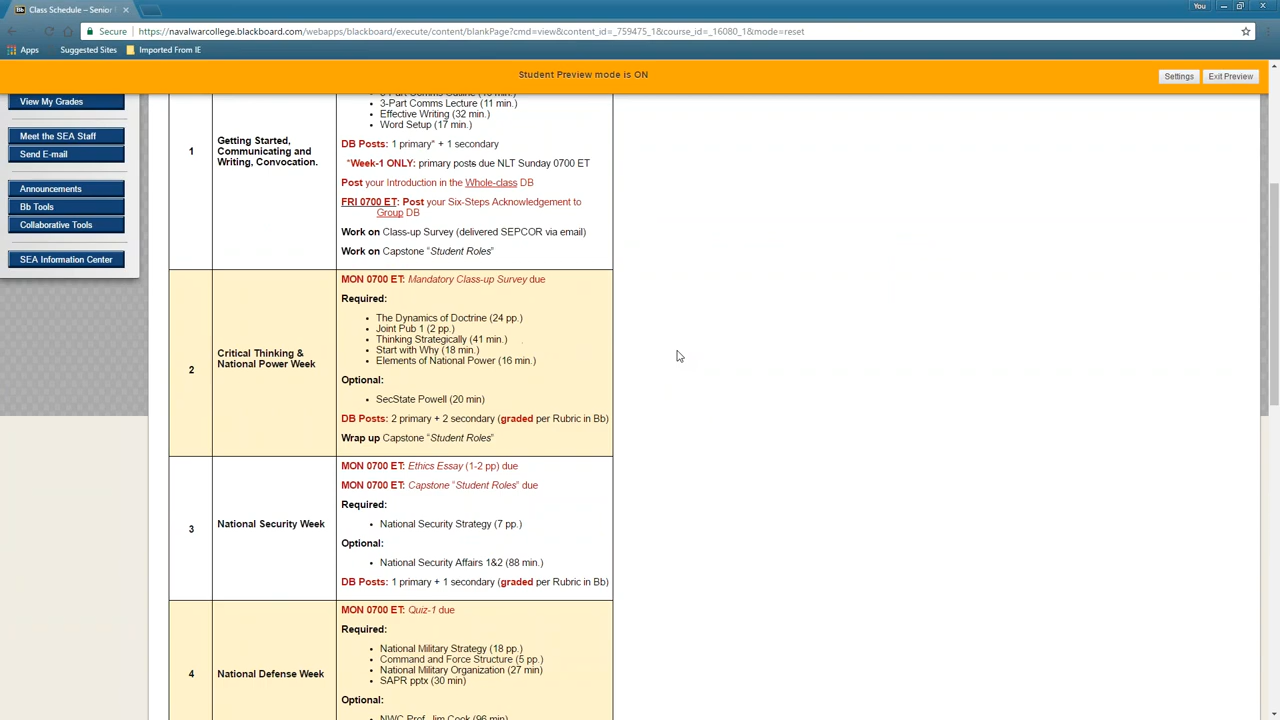 Class Schedule – Senior
You
Secure
https://navalwarcollege.blackboard.com/webapps/blackboard/execute/content/blankPage?cmd=view&content_id=_759475_1&course_id=_16080_1&mode=reset
Apps
Suggested Sites
Imported From IE
Student Preview mode is ON
Settings
Exit Preview
View My Grades
Meet the SEA Staff
Send E-mail
Announcements
Bb Tools
Collaborative Tools
SEA Information Center
1
Getting Started,
Communicating and
Writing, Convocation.
• 3-Part Comms Lecture (11 min.)
• Effective Writing (32 min.)
• Word Setup (17 min.)
DB Posts: 1 primary* + 1 secondary
*Week-1 ONLY: primary posts due NLT Sunday 0700 ET
Post your Introduction in the Whole-class DB
FRI 0700 ET: Post your Six-Steps Acknowledgement to
Group DB
Work on Class-up Survey (delivered SEPCOR via email)
Work on Capstone “Student Roles”
2
Critical Thinking &
National Power Week
MON 0700 ET: Mandatory Class-up Survey due
Required:
• The Dynamics of Doctrine (24 pp.)
• Joint Pub 1 (2 pp.)
• Thinking Strategically (41 min.)
• Start with Why (18 min.)
• Elements of National Power (16 min.)
Optional:
• SecState Powell (20 min)
DB Posts: 2 primary + 2 secondary (graded per Rubric in Bb)
Wrap up Capstone “Student Roles”
3
National Security Week
MON 0700 ET: Ethics Essay (1-2 pp) due
MON 0700 ET: Capstone “Student Roles” due
Required:
• National Security Strategy (7 pp.)
Optional:
• National Security Affairs 1&2 (88 min.)
DB Posts: 1 primary + 1 secondary (graded per Rubric in Bb)
4
National Defense Week
MON 0700 ET: Quiz-1 due
Required:
• National Military Strategy (18 pp.)
• Command and Force Structure (5 pp.)
• National Military Organization (27 min)
• SAPR pptx (30 min)
Optional:
• NWC Prof. Jim Cook (96 min.)